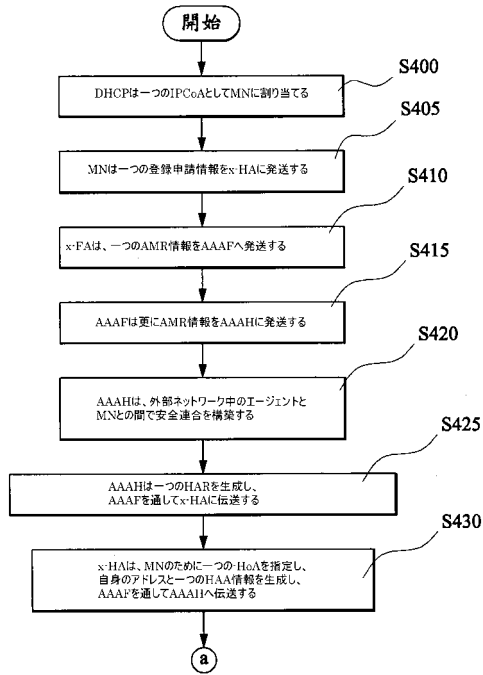 開始
S400
DHCPは一つのIPCoAとしてMNに割り当てる
S405
MNは一つの登録申請情報をx-HAに発送する
S410
x-FAは、一つのAMR情報をAAAFへ発送する
S415
AAAFは更にAMR情報をAAAHに発送する
S420
AAAHは、外部ネットワーク中のエージェントと
MNとの間で安全連合を構築する
S425
AAAHは一つのHARを生成し、
AAAFを通してx-HAに伝送する
S430
x-HAは、MNのために一つの-HoAを指定し、
自身のアドレスと一つのHAA情報を生成し、
AAAFを通してAAAHへ伝送する
a